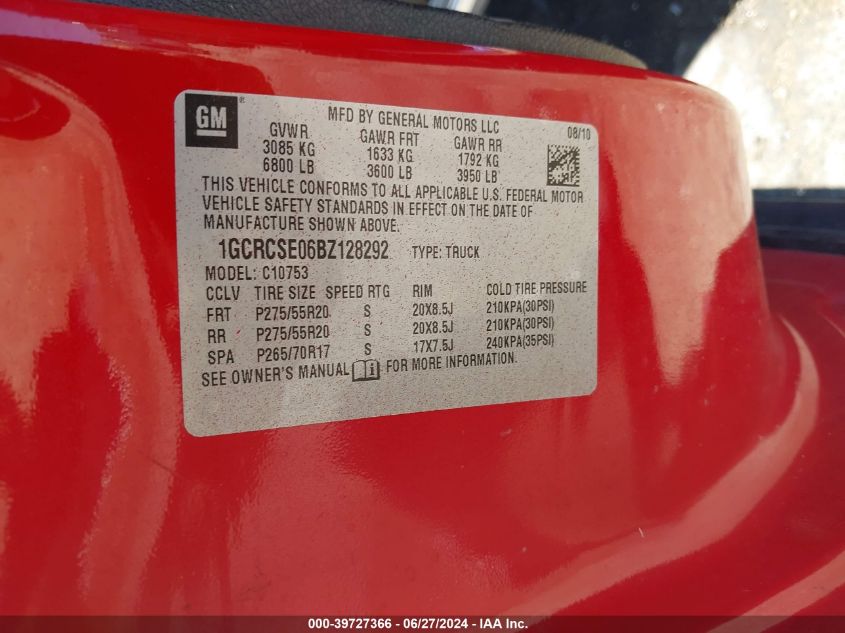 GM
MFD BY GENERAL MOTORS LLC
08/10
GVWR GAWR FRT GAWR RR
3085 KG 1633 KG 1792 KG
6800 LB 3600 LB 3950 LB
THIS VEHICLE CONFORMS TO ALL APPLICABLE U.S. FEDERAL MOTOR
VEHICLE SAFETY STANDARDS IN EFFECT ON THE DATE OF
MANUFACTURE SHOWN ABOVE.
1GCRCSE06BZ128292 TYPE: TRUCK
MODEL: C10753
CCLV TIRE SIZE SPEED RTG RIM COLD TIRE PRESSURE
FRT P275/55R20 S 20X8.5J 210KPA(30PSI)
RR P275/55R20 S 20X8.5J 210KPA(30PSI)
SPA P265/70R17 S 17X7.5J 240KPA(35PSI)
SEE OWNER'S MANUAL FOR MORE INFORMATION.
000-39727366 / 06/27/2024 - IAA, Inc.